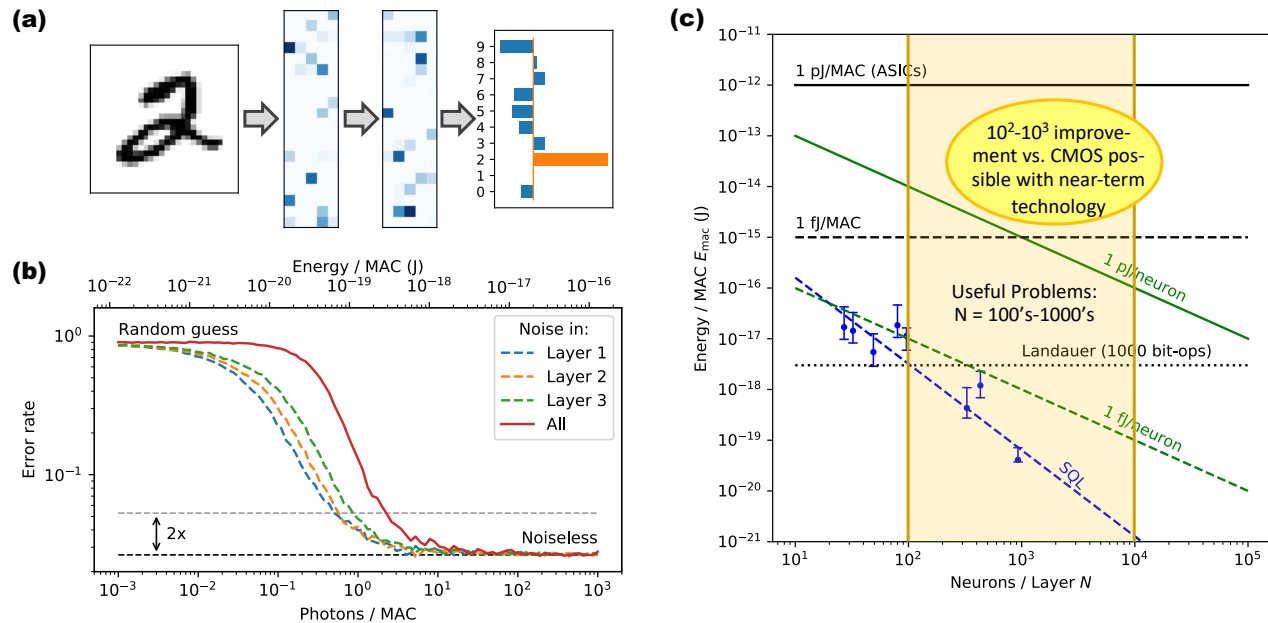 (a)
9
8
7
6
5
4
3
2
1
0
(b)
Energy / MAC (J)
10⁻²²
10⁻²¹
10⁻²⁰
10⁻¹⁹
10⁻¹⁸
10⁻¹⁷
10⁻¹⁶
Error rate
10⁰
10⁻¹
Random guess
Noise in:
Layer 1
Layer 2
Layer 3
All
2x
Noiseless
10⁻³
10⁻²
10⁻¹
10⁰
10¹
10²
10³
Photons / MAC
(c)
Energy / MAC Eₘₐ꜀ (J)
10⁻¹¹
10⁻¹²
10⁻¹³
10⁻¹⁴
10⁻¹⁵
10⁻¹⁶
10⁻¹⁷
10⁻¹⁸
10⁻¹⁹
10⁻²⁰
10⁻²¹
1 pJ/MAC (ASICs)
10²-10³ improve-
ment vs. CMOS pos-
sible with near-term
technology
1 fJ/MAC
1 pJ/neuron
Useful Problems:
N = 100's-1000's
Landauer (1000 bit-ops)
1 fJ/neuron
SQL
10¹
10²
10³
10⁴
10⁵
Neurons / Layer N